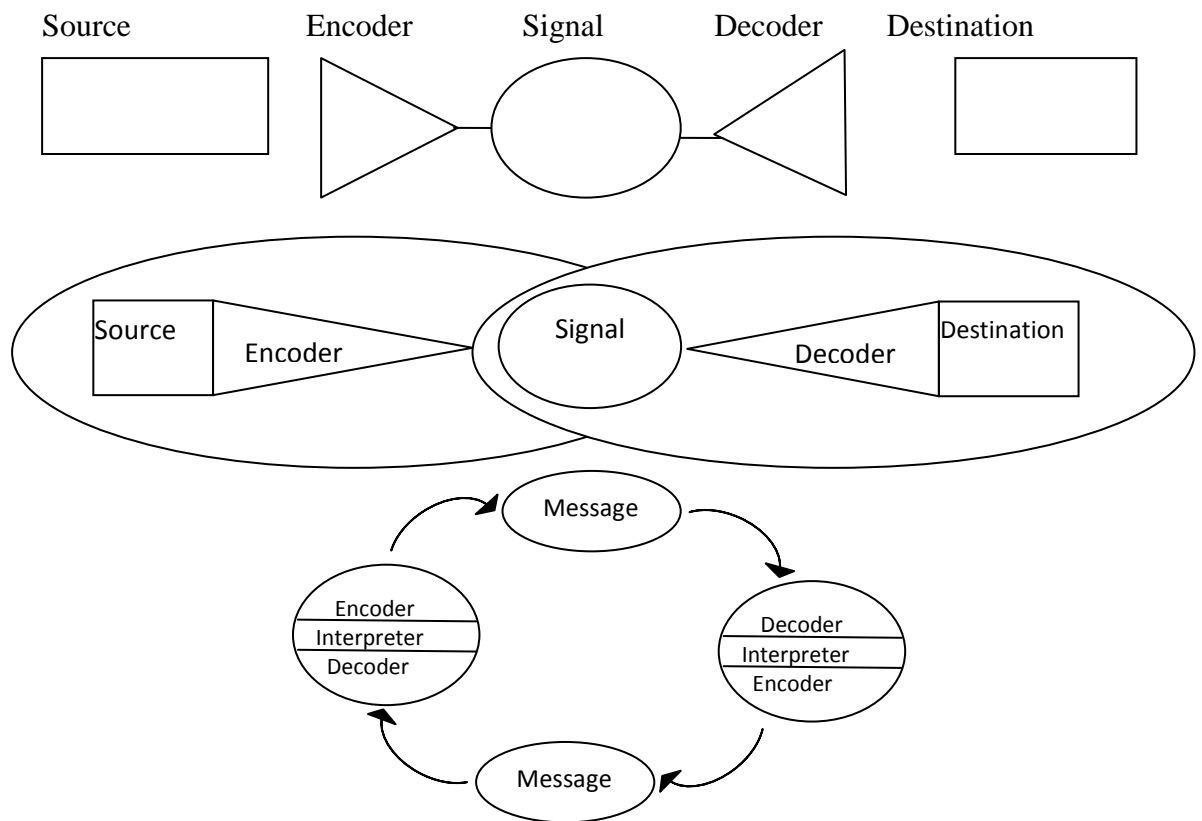 Source Encoder Signal Decoder Destination
Source Encoder Signal Decoder Destination
Message
Encoder
Interpreter
Decoder
Decoder
Interpreter
Encoder
Message